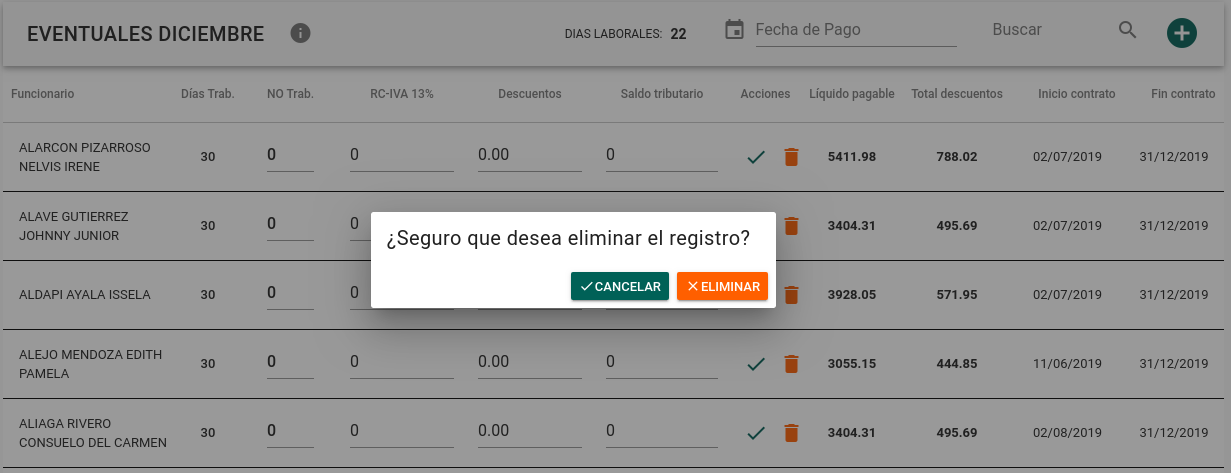 EVENTUALES DICIEMBRE DIAS LABORALES: 22 Fecha de Pago Buscar
Funcionario Días Trab. NO Trab. RC-IVA 13% Descuentos Saldo tributario Acciones Líquido pagable Total descuentos Inicio contrato Fin contrato
ALARCON PIZARROSO
NELVIS IRENE
30 0 0 0.00 0 5411.98 788.02 02/07/2019 31/12/2019
ALAVE GUTIERREZ
JOHNNY JUNIOR
30 0 0 3404.31 495.69 02/07/2019 31/12/2019
¿Seguro que desea eliminar el registro?
CANCELAR ELIMINAR
ALDAPI AYALA ISSELA 30 0 0 3928.05 571.95 02/07/2019 31/12/2019
ALEJO MENDOZA EDITH
PAMELA
30 0 0 0.00 0 3055.15 444.85 11/06/2019 31/12/2019
ALIAGA RIVERO
CONSUELO DEL CARMEN
30 0 0 0.00 0 3404.31 495.69 02/08/2019 31/12/2019